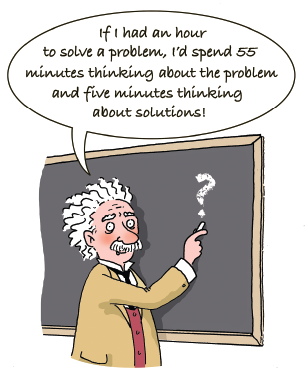 If I had an hour
to solve a problem, I'd spend 55
minutes thinking about the problem
and five minutes thinking
about solutions!
?